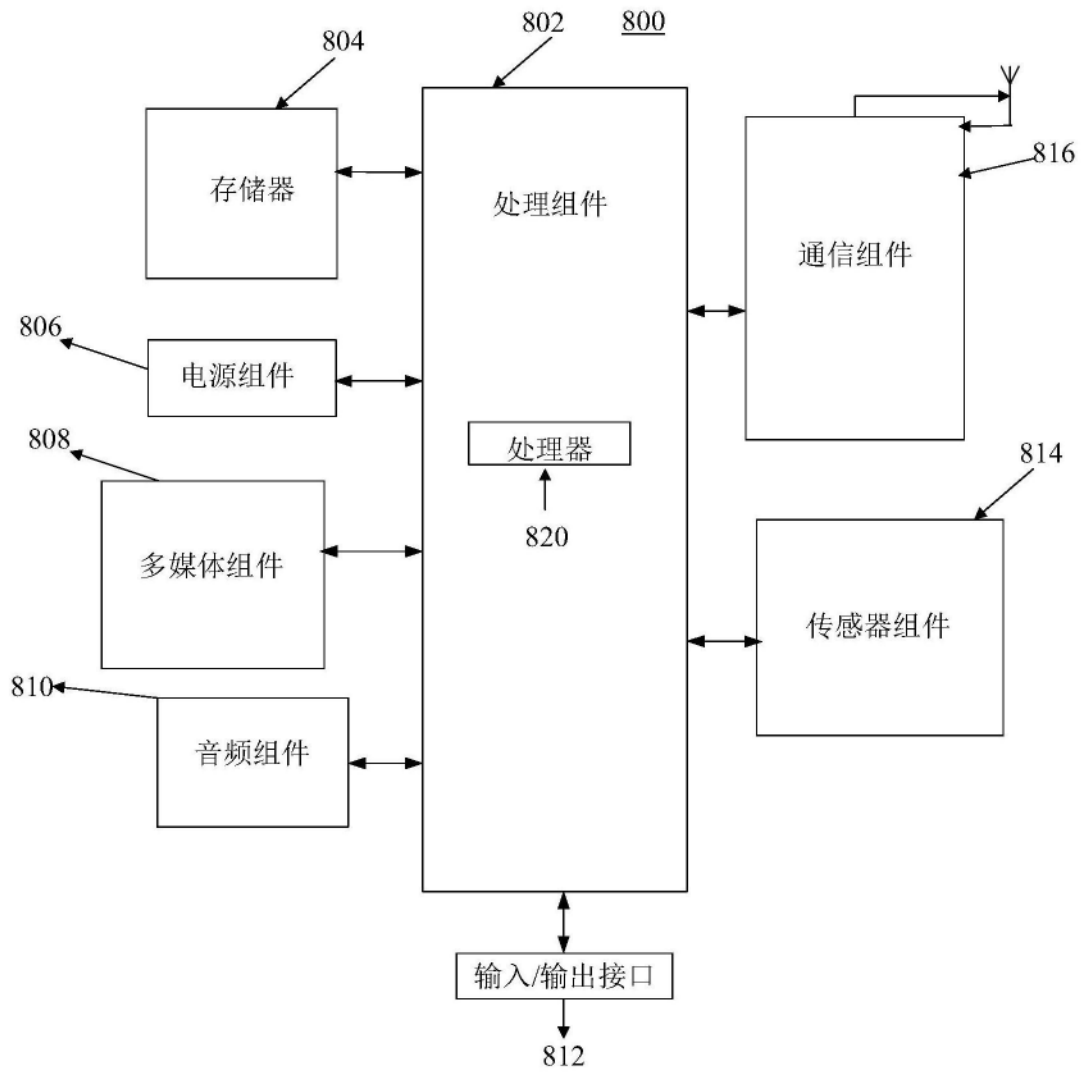 800
802
804
存储器
处理组件
816
通信组件
806
电源组件
808
处理器
820
814
多媒体组件
传感器组件
810
音频组件
输入/输出接口
812